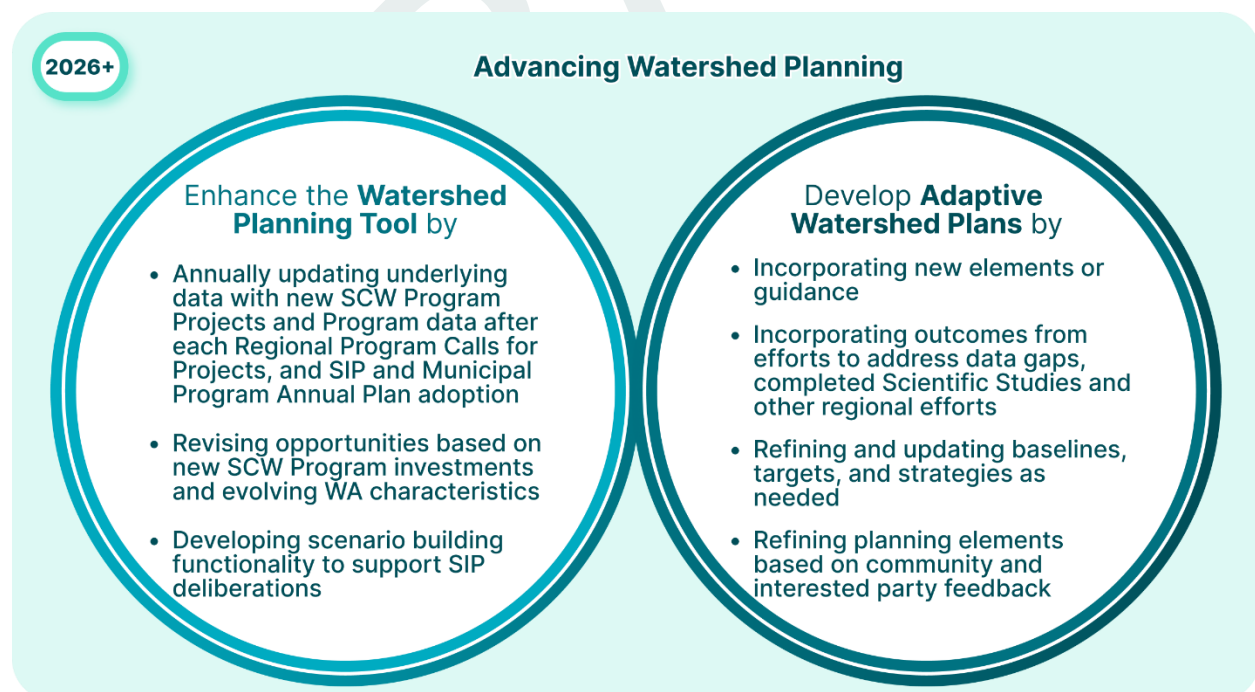 2026+
Advancing Watershed Planning
Enhance the Watershed
Planning Tool by
• Annually updating underlying
data with new SCW Program
Projects and Program data after
each Regional Program Calls for
Projects, and SIP and Municipal
Program Annual Plan adoption
• Revising opportunities based on
new SCW Program investments
and evolving WA characteristics
• Developing scenario building
functionality to support SIP
deliberations
Develop Adaptive
Watershed Plans by
• Incorporating new elements or
guidance
• Incorporating outcomes from
efforts to address data gaps,
completed Scientific Studies and
other regional efforts
• Refining and updating baselines,
targets, and strategies as
needed
• Refining planning elements
based on community and
interested party feedback